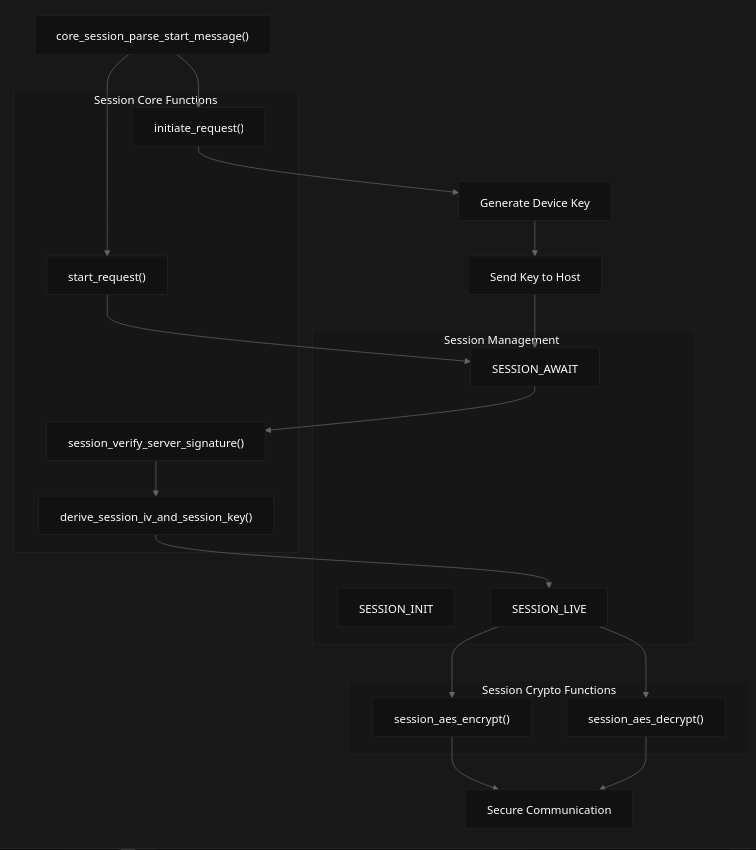 core_session_parse_start_message()
Session Core Functions
initiate_request()
Generate Device Key
start_request()
Send Key to Host
Session Management
SESSION_AWAIT
session_verify_server_signature()
derive_session_iv_and_session_key()
SESSION_INIT
SESSION_LIVE
Session Crypto Functions
session_aes_encrypt()
session_aes_decrypt()
Secure Communication